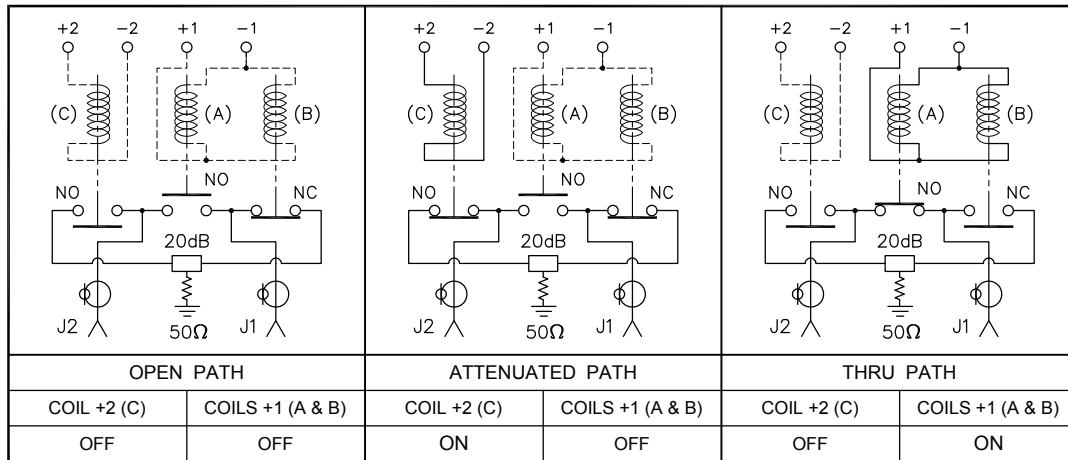 +2 -2 +1 -1
(C) (A) (B)
NO NO NC
20dB
J2 50Ω J1
+2 -2 +1 -1
(C) (A) (B)
NO NO NC
20dB
J2 50Ω J1
+2 -2 +1 -1
(C) (A) (B)
NO NO NC
20dB
J2 50Ω J1
OPEN PATH ATTENUATED PATH THRU PATH
COIL +2 (C) COILS +1 (A & B) COIL +2 (C) COILS +1 (A & B) COIL +2 (C) COILS +1 (A & B)
OFF OFF ON OFF OFF ON